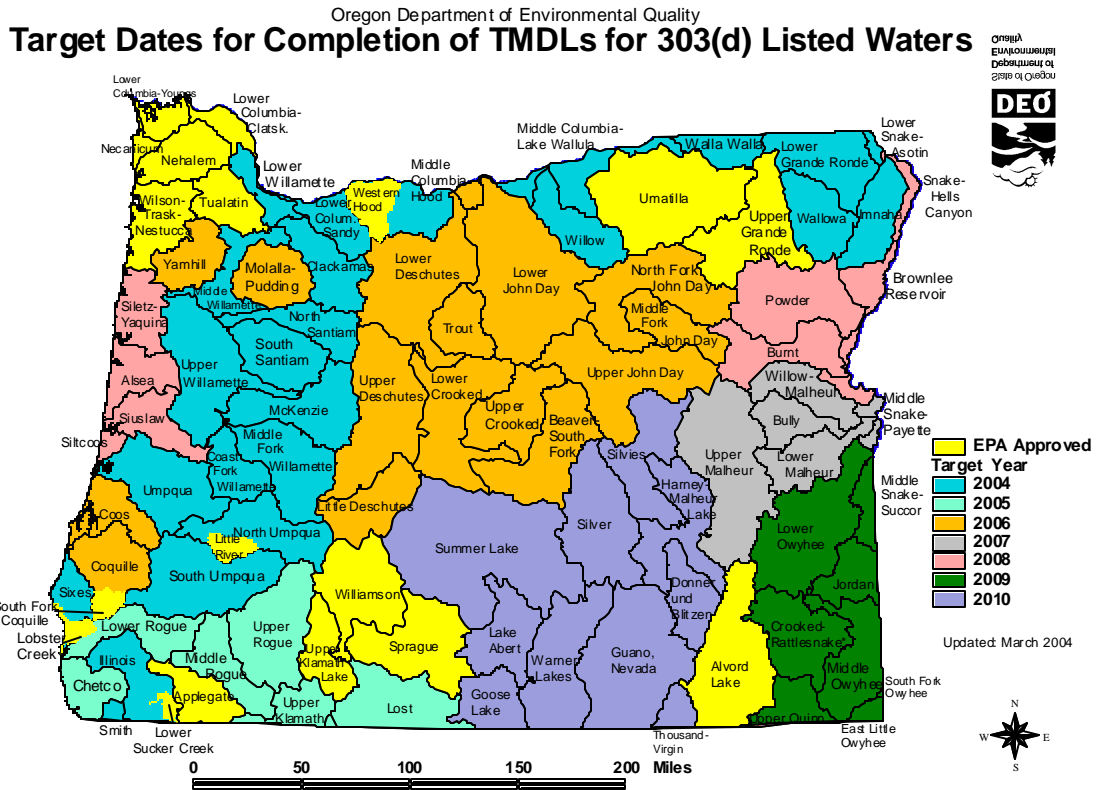 Oregon Department of Environmental Quality
Target Dates for Completion of TMDLs for 303(d) Listed Waters
Quality
Environmental
Department of
State of Oregon
DEQ
Lower
Columbia-Youngs
Lower
Columbia-
Clatsk.
Necanicum
Nehalem
Lower
Willamette
Wilson-
Trask-
Nestucca
Tualatin
Lower
Colum.
Sandy
Western
Hood
Middle
Columbia
Hood
Middle Columbia-
Lake Wallula
Walla Walla
Lower
Grande Ronde
Lower
Snake-
Asotin
Snake-
Hells
Canyon
Umatilla
Willow
Upper
Grande
Ronde
Wallowa
Imnaha
Yamhill
Molalla-
Pudding
Clackamas
Middle
Willamette
Lower
Deschutes
Lower
John Day
North Fork
John Day
Powder
Brownlee
Reservoir
Siletz-
Yaquina
North
Santiam
South
Santiam
Trout
Middle
Fork
John Day
Burnt
Upper
Willamette
Alsea
Upper
Deschutes
Lower
Crooked
Upper John Day
Willow-
Malheur
Middle
Snake-
Payette
Siuslaw
McKenzie
Upper
Crooked
Beaver-
South
Fork
Bully
Siltcoos
Middle
Fork
Willamette
Coast
Fork
Willamette
Silvies
Upper
Malheur
Lower
Malheur
Umpqua
Little Deschutes
Harney-
Malheur
Lake
Middle
Snake-
Succor
Coos
North Umpqua
Little
River
Summer Lake
Silver
Lower
Owyhee
Coquille
South Umpqua
Sixes
Williamson
Donner
und
Blitzen
Jordan
South Fork
Coquille
Lobster
Creek
Lower Rogue
Upper
Rogue
Upper
Klamath
Lake
Sprague
Lake
Abert
Warner
Lakes
Guano,
Nevada
Alvord
Lake
Crooked-
Rattlesnake
Illinois
Middle
Rogue
Chetco
Applegate
Upper
Klamath
Lost
Goose
Lake
Middle
Owyhee
South Fork
Owyhee
Upper Quinn
East Little
Owyhee
Smith
Lower
Sucker Creek
Thousand-
Virgin
EPA Approved
Target Year
2004
2005
2006
2007
2008
2009
2010
Updated: March 2004
N
W
E
S
0 50 100 150 200 Miles